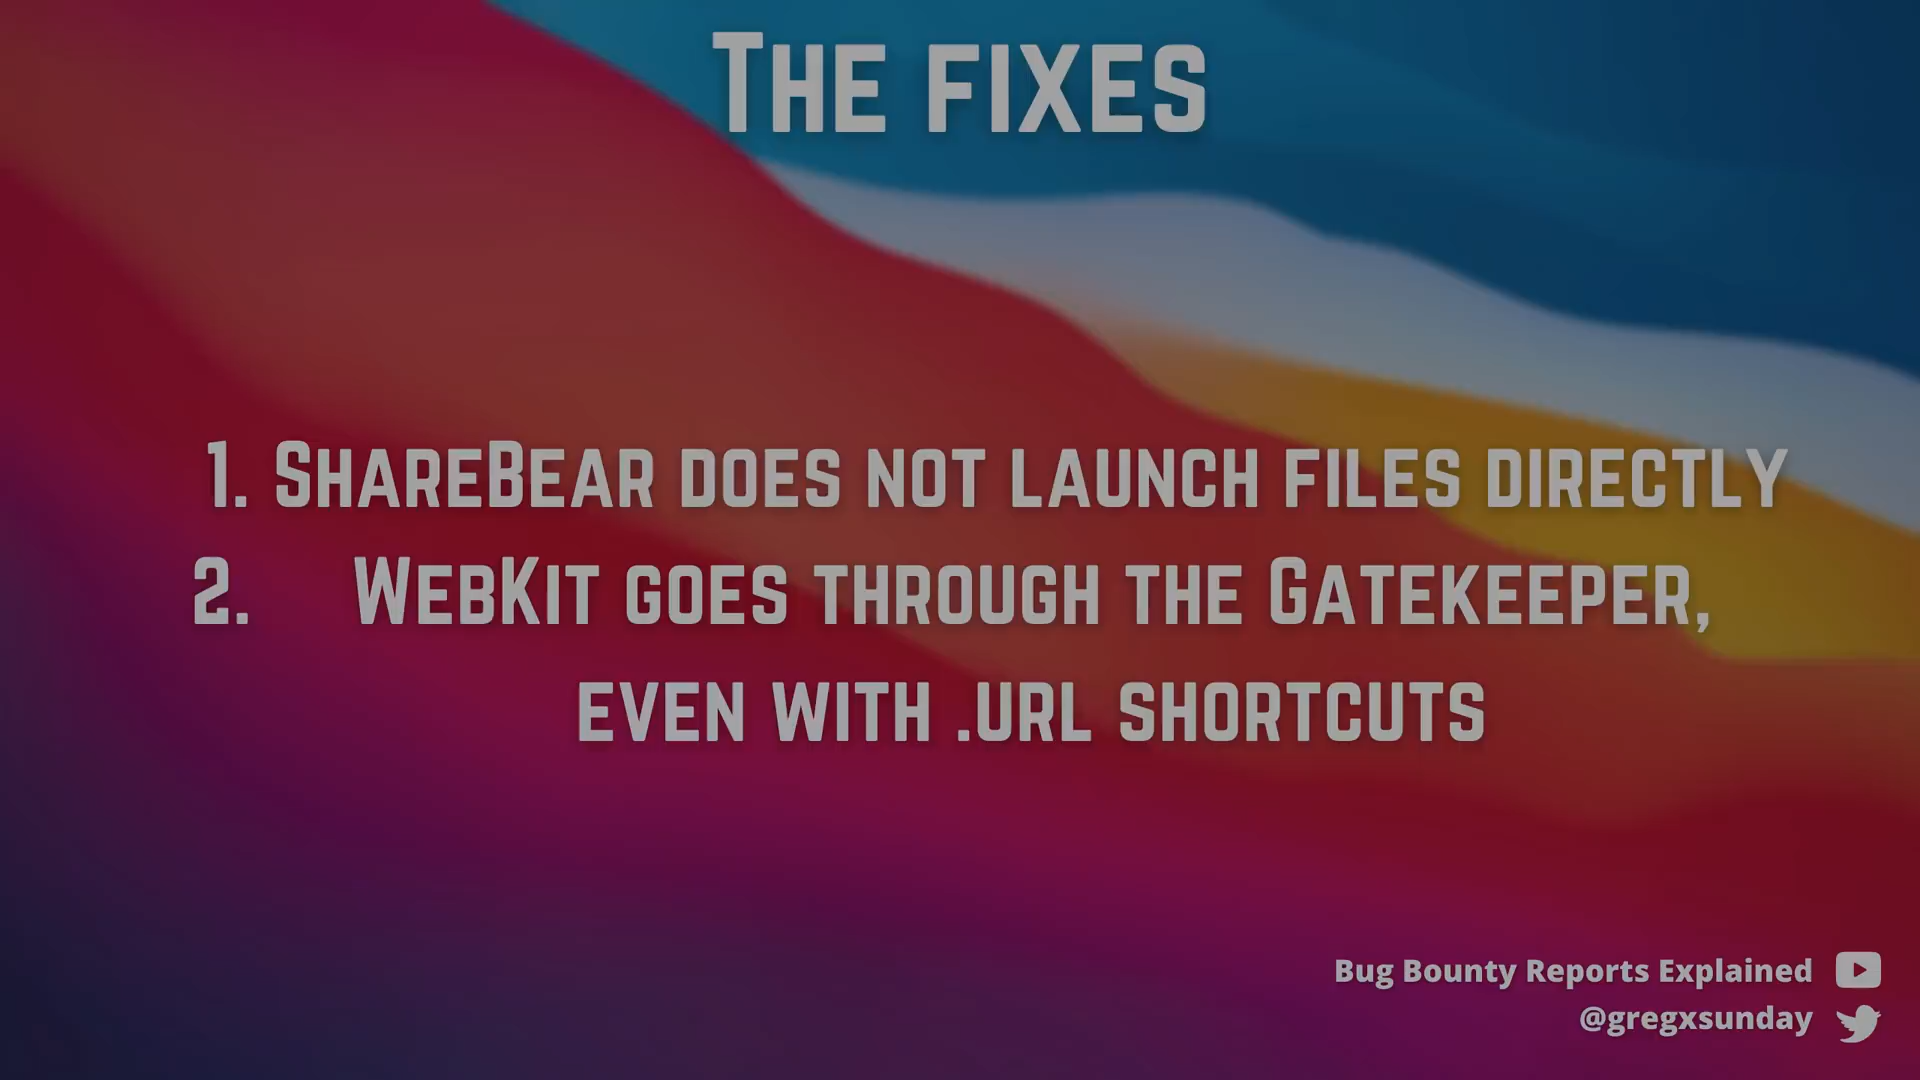 The fixes
1. ShareBear does not launch files directly
2. WebKit goes through the Gatekeeper,
even with .url shortcuts
Bug Bounty Reports Explained
@gregxsunday